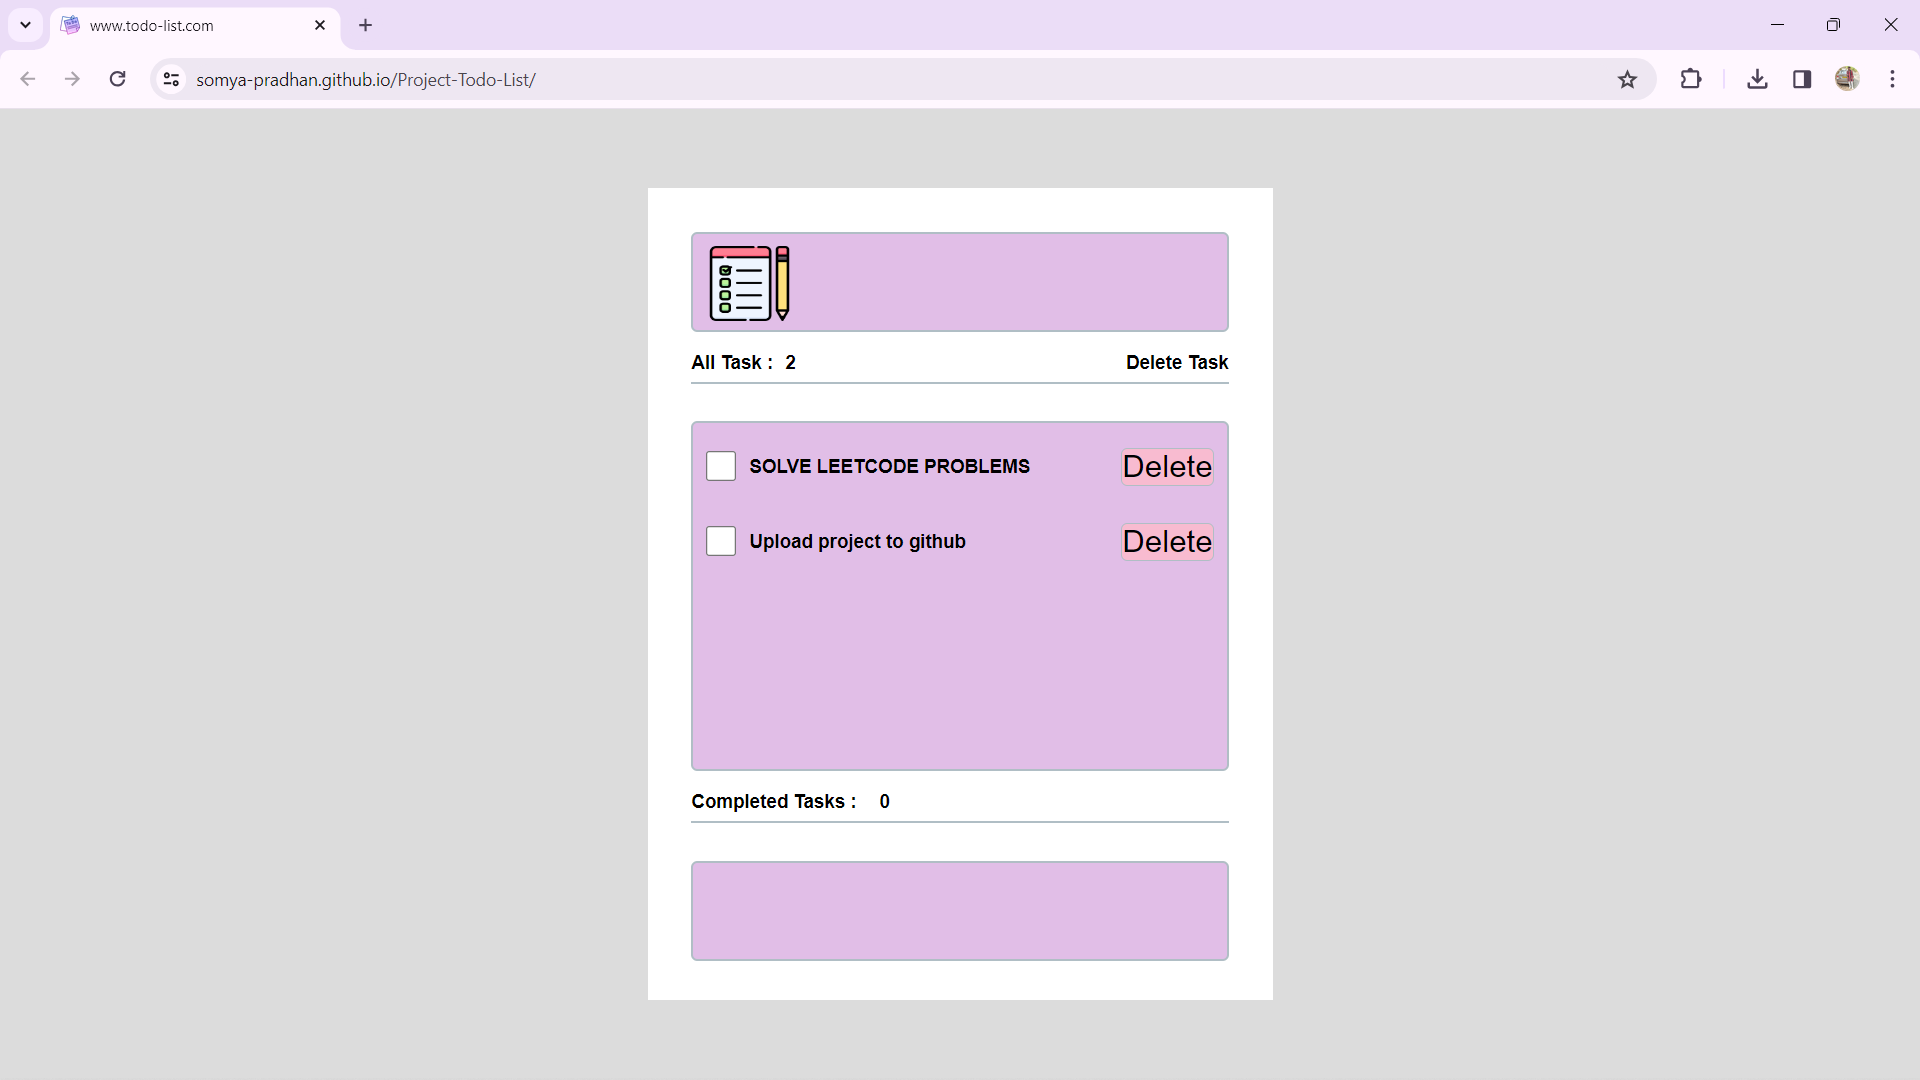 www.todo-list.com
somya-pradhan.github.io/Project-Todo-List/
All Task : 2
Delete Task
SOLVE LEETCODE PROBLEMS
Delete
Upload project to github
Delete
Completed Tasks : 0